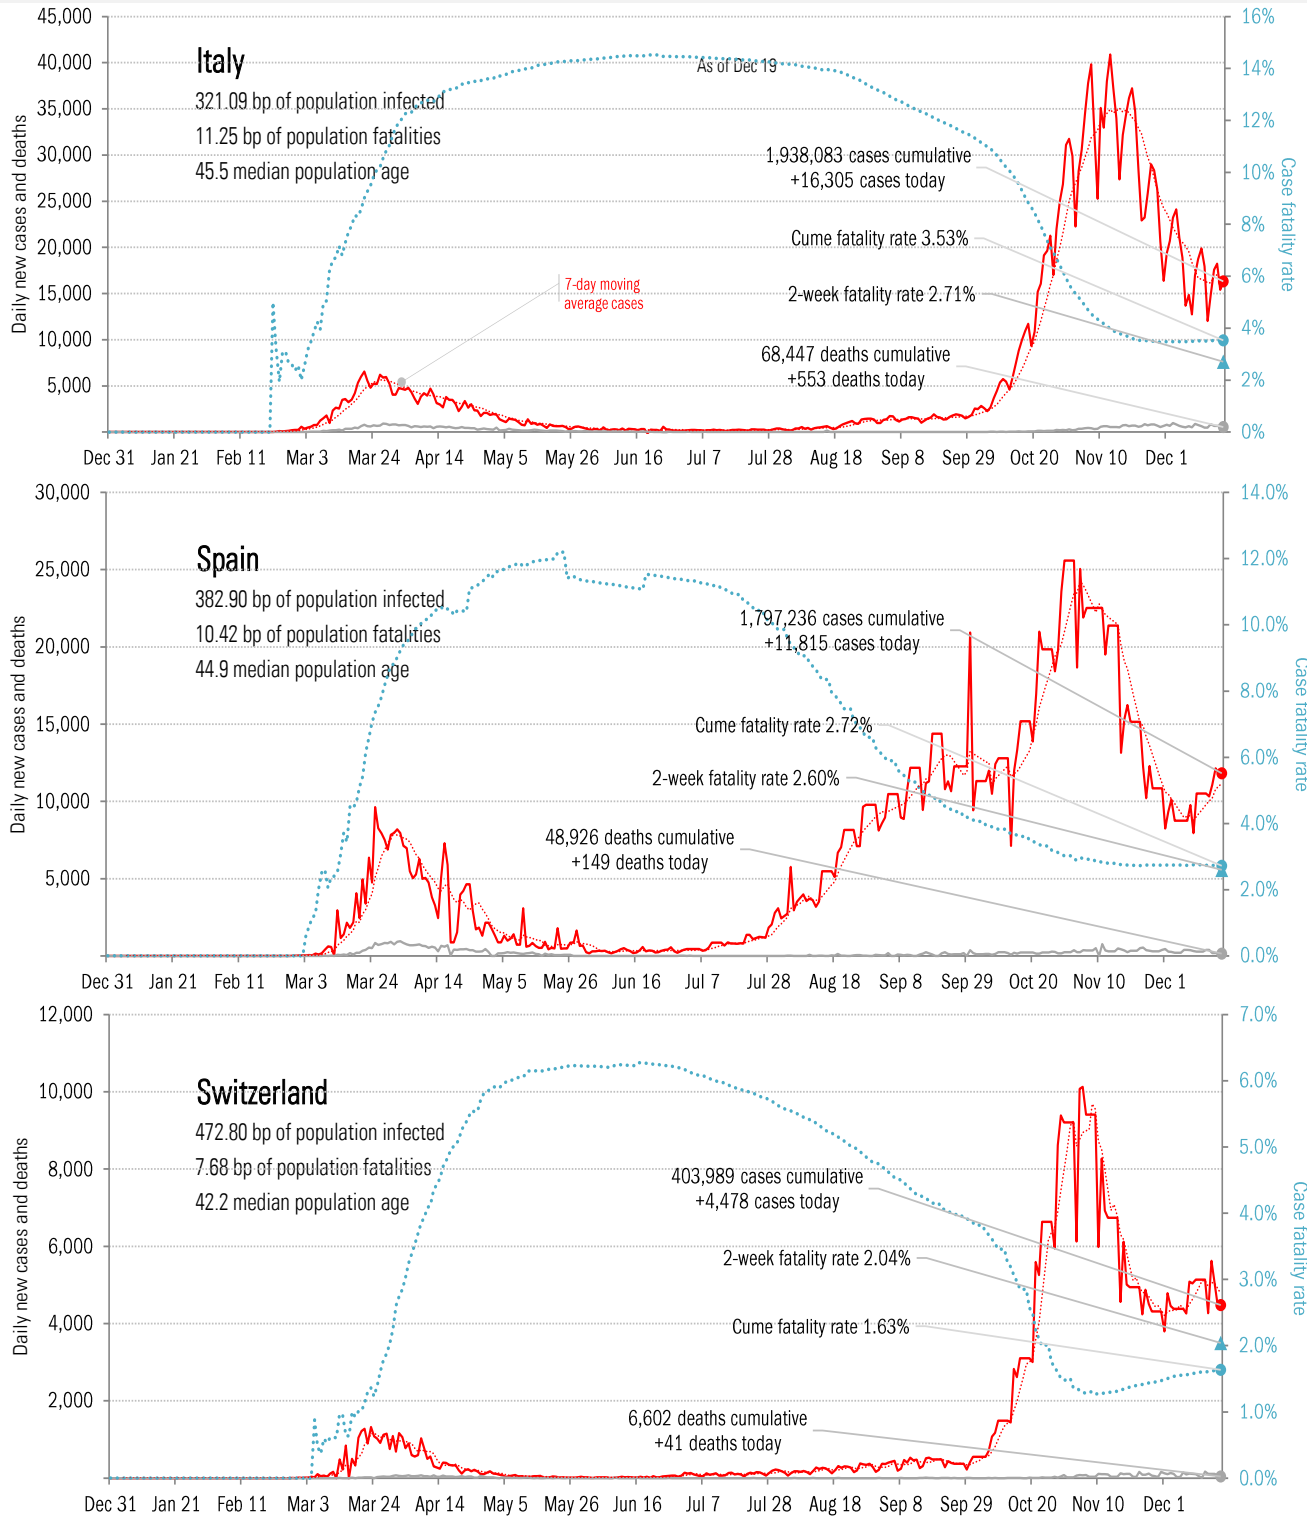 45,000
40,000
35,000
30,000
25,000
20,000
15,000
10,000
5,000
Daily new cases and deaths
16%
14%
12%
10%
8%
6%
4%
2%
0%
Case fatality rate
Italy
321.09 bp of population infected
11.25 bp of population fatalities
45.5 median population age
As of Dec 19
1,938,083 cases cumulative
+16,305 cases today
Cume fatality rate 3.53%
7-day moving
average cases
2-week fatality rate 2.71%
68,447 deaths cumulative
+553 deaths today
Dec 31 Jan 21 Feb 11 Mar 3 Mar 24 Apr 14 May 5 May 26 Jun 16 Jul 7 Jul 28 Aug 18 Sep 8 Sep 29 Oct 20 Nov 10 Dec 1
30,000
25,000
20,000
15,000
10,000
5,000
Daily new cases and deaths
14.0%
12.0%
10.0%
8.0%
6.0%
4.0%
2.0%
0.0%
Case fatality rate
Spain
382.90 bp of population infected
10.42 bp of population fatalities
44.9 median population age
1,797,236 cases cumulative
+11,815 cases today
Cume fatality rate 2.72%
2-week fatality rate 2.60%
48,926 deaths cumulative
+149 deaths today
Dec 31 Jan 21 Feb 11 Mar 3 Mar 24 Apr 14 May 5 May 26 Jun 16 Jul 7 Jul 28 Aug 18 Sep 8 Sep 29 Oct 20 Nov 10 Dec 1
12,000
10,000
8,000
6,000
4,000
2,000
Daily new cases and deaths
7.0%
6.0%
5.0%
4.0%
3.0%
2.0%
1.0%
0.0%
Case fatality rate
Switzerland
472.80 bp of population infected
7.68 bp of population fatalities
42.2 median population age
403,989 cases cumulative
+4,478 cases today
2-week fatality rate 2.04%
Cume fatality rate 1.63%
6,602 deaths cumulative
+41 deaths today
Dec 31 Jan 21 Feb 11 Mar 3 Mar 24 Apr 14 May 5 May 26 Jun 16 Jul 7 Jul 28 Aug 18 Sep 8 Sep 29 Oct 20 Nov 10 Dec 1